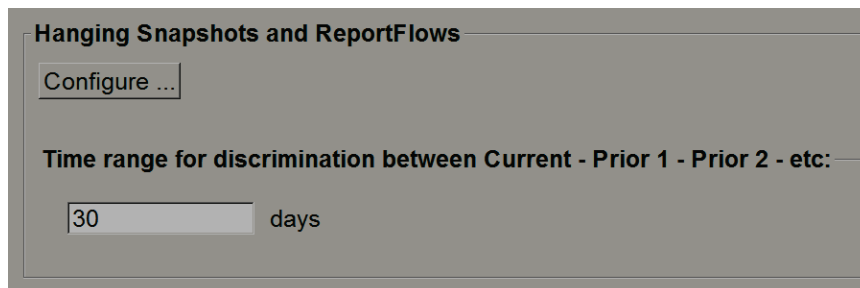 Hanging Snapshots and ReportFlows
Configure ...
Time range for discrimination between Current - Prior 1 - Prior 2 - etc:
30 days